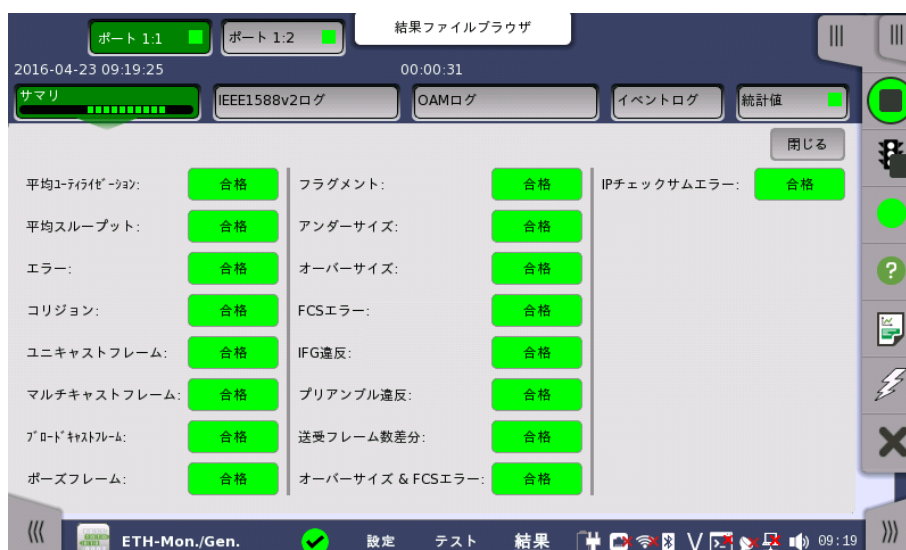 結果ファイルブラウザ
ポート 1:1
ポート 1:2
2016-04-23 09:19:25
00:00:31
サマリ
IEEE1588v2ログ
OAMログ
イベントログ
統計値
閉じる
平均ﾕｰﾃｨﾗｲｾﾞｰｼｮﾝ: 合格
フラグメント: 合格
IPチェックサムエラー: 合格
平均スループット: 合格
アンダーサイズ: 合格
エラー: 合格
オーバーサイズ: 合格
コリジョン: 合格
FCSエラー: 合格
ユニキャストフレーム: 合格
IFG違反: 合格
マルチキャストフレーム: 合格
プリアンブル違反: 合格
ﾌﾞﾛｰﾄﾞｷｬｽﾄﾌﾚｰﾑ: 合格
送受フレーム数差分: 合格
ポーズフレーム: 合格
オーバーサイズ & FCSエラー: 合格
ETH-Mon./Gen.
設定
テスト
結果
09:19